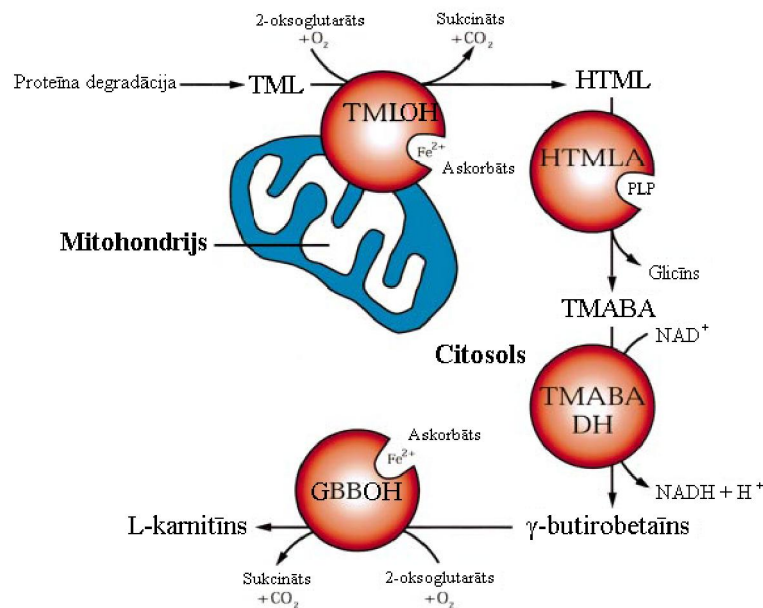 2-oksoglutarāts
+O₂
Sukcināts
+CO₂
Proteīna degradācija
TML
HTML
TMLOH
Fe²⁺
Askorbāts
HTMLA
PLP
Mitohondrijs
Glicīns
TMABA
Citosols
NAD⁺
TMABA
DH
Askorbāts
Fe²⁺
GBBOH
NADH + H⁺
L-karnitīns
γ-butirobetaīns
Sukcināts
+CO₂
2-oksoglutarāts
+O₂